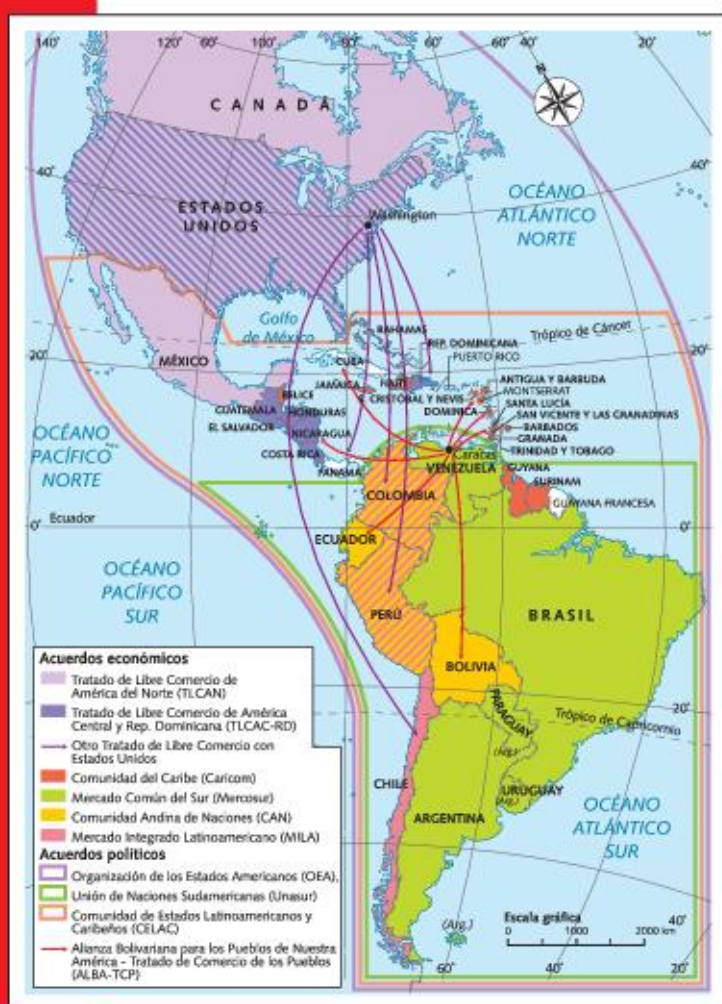 140°
120°
60°
100°
80°
60°
60°
40°
20°
N
CANADÁ
40°
40°
ESTADOS
UNIDOS
Washington
OCÉANO
ATLÁNTICO
NORTE
Golfo
de México
BAHAMAS
Trópico de Cáncer
REP. DOMINICANA
PUERTO RICO
20°
20°
MÉXICO
CUBA
JAMAICA
HAITÍ
S. CRISTOBAL Y NEVIS
DOMINICA
ANTIGUA Y BARBUDA
MONTSERRAT
SANTA LUCÍA
SAN VICENTE Y LAS GRANADINAS
BARBADOS
GRANADA
TRINIDAD Y TOBAGO
BELICE
GUATEMALA
HONDURAS
EL SALVADOR
NICARAGUA
COSTA RICA
PANAMÁ
OCÉANO
PACÍFICO
NORTE
Caracas
VENEZUELA
GUYANA
SURINAM
GUAYANA FRANCESA
COLOMBIA
0°
Ecuador
0°
ECUADOR
OCÉANO
PACÍFICO
SUR
PERÚ
BRASIL
BOLIVIA
PARAGUAY
20°
Trópico de Capricornio
(Arg.)
CHILE
URUGUAY
(Arg.)
ARGENTINA
OCÉANO
ATLÁNTICO
SUR
(Arg.)
Escala gráfica
0
1000
2000 km
40°
80°
60°
40°
20°
Acuerdos económicos
Tratado de Libre Comercio de
América del Norte (TLCAN)
Tratado de Libre Comercio de América
Central y Rep. Dominicana (TLCAC-RD)
Otro Tratado de Libre Comercio con
Estados Unidos
Comunidad del Caribe (Caricom)
Mercado Común del Sur (Mercosur)
Comunidad Andina de Naciones (CAN)
Mercado Integrado Latinoamericano (MILA)
Acuerdos políticos
Organización de los Estados Americanos (OEA),
Unión de Naciones Sudamericanas (Unasur)
Comunidad de Estados Latinoamericanos y
Caribeños (CELAC)
Alianza Bolivariana para los Pueblos de Nuestra
América - Tratado de Comercio de los Pueblos
(ALBA-TCP)